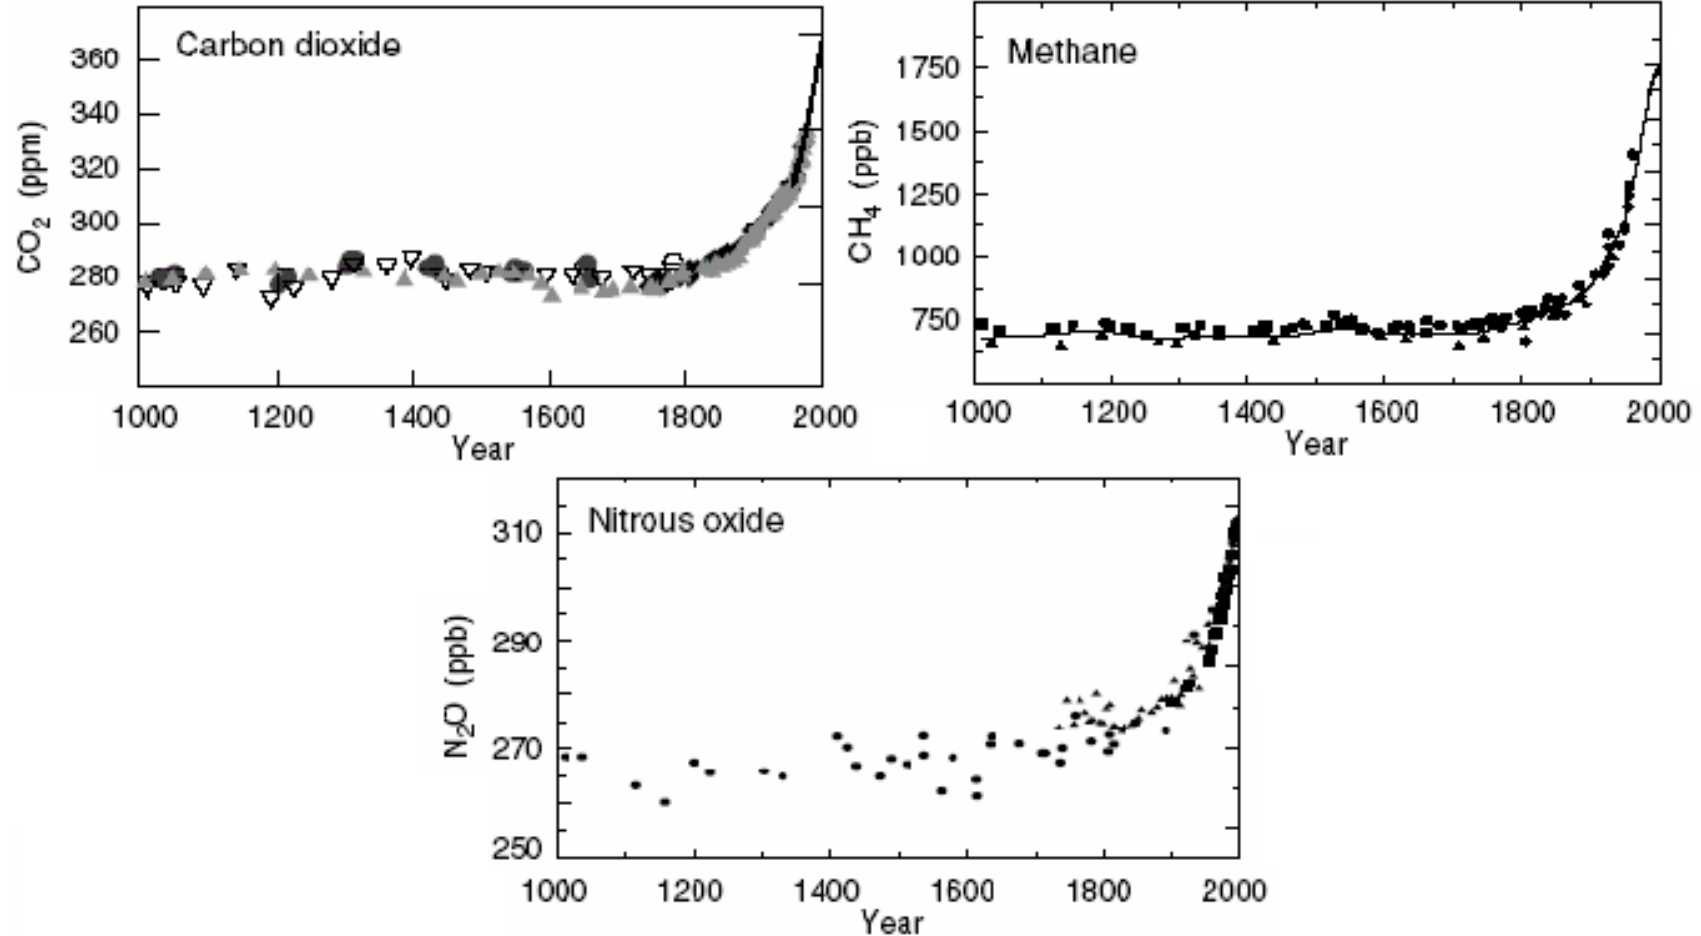 Carbon dioxide
CO2 (ppm)
360
340
320
300
280
260
1000 1200 1400 1600 1800 2000
Year
Methane
CH4 (ppb)
1750
1500
1250
1000
750
1000 1200 1400 1600 1800 2000
Year
Nitrous oxide
N2O (ppb)
310
290
270
250
1000 1200 1400 1600 1800 2000
Year